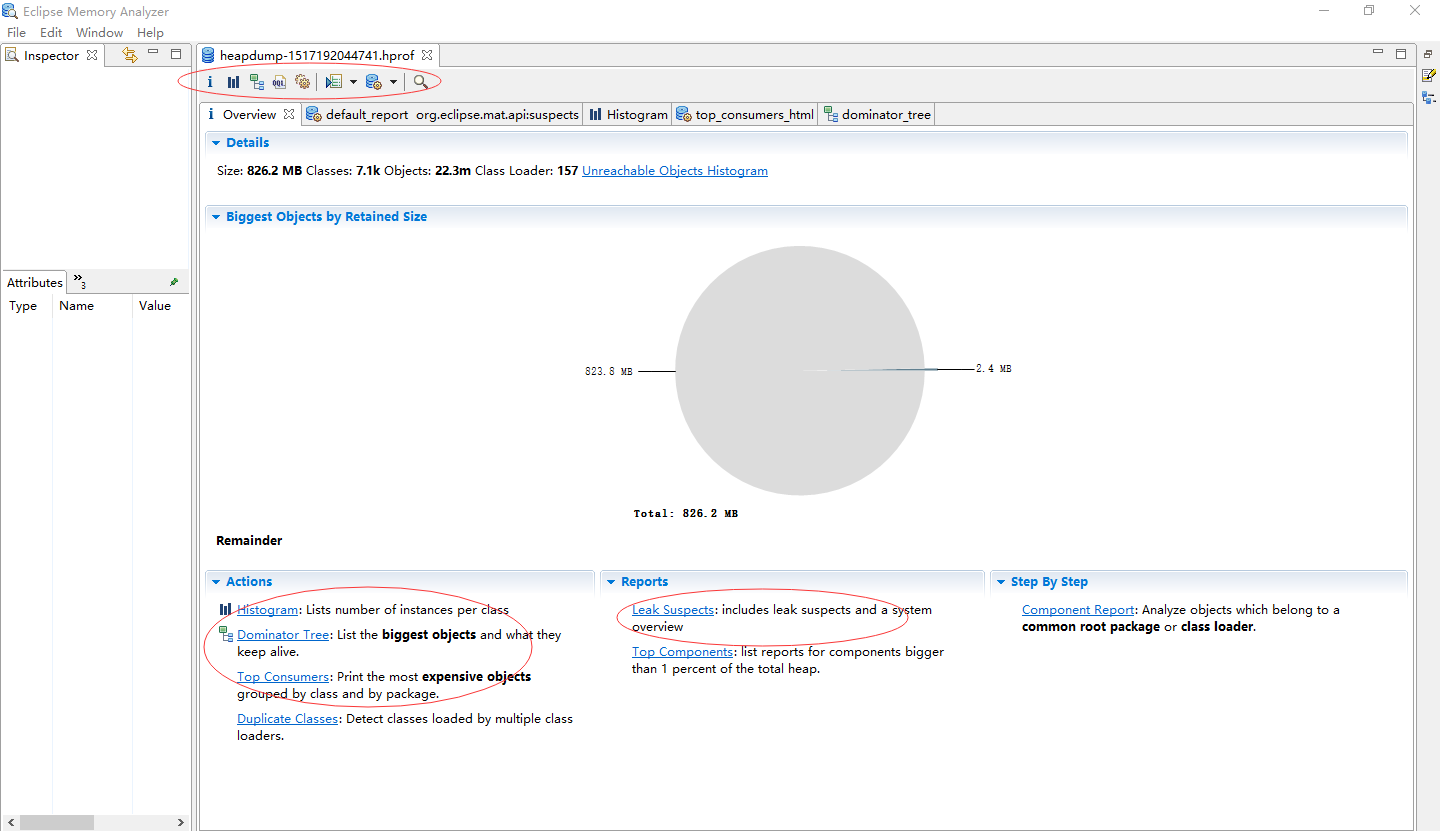 Eclipse Memory Analyzer
File Edit Window Help
Inspector
heapdump-1517192044741.hprof
i OQL
i Overview default_report org.eclipse.mat.api:suspects Histogram top_consumers_html dominator_tree
Details
Size: 826.2 MB Classes: 7.1k Objects: 22.3m Class Loader: 157 Unreachable Objects Histogram
Biggest Objects by Retained Size
823.8 MB
2.4 MB
Total: 826.2 MB
Remainder
Attributes »3
Type Name Value
Actions
Histogram: Lists number of instances per class
Dominator Tree: List the biggest objects and what they
keep alive.
Top Consumers: Print the most expensive objects
grouped by class and by package.
Duplicate Classes: Detect classes loaded by multiple class
loaders.
Reports
Leak Suspects: includes leak suspects and a system
overview
Top Components: list reports for components bigger
than 1 percent of the total heap.
Step By Step
Component Report: Analyze objects which belong to a
common root package or class loader.